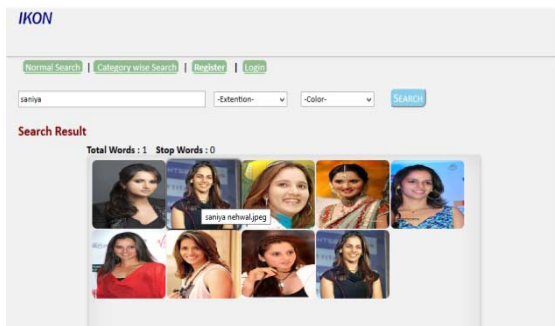 IKON
Normal Search | Category wise Search | Register | Login
saniya -Extention- -Color- SEARCH
Search Result
Total Words : 1 Stop Words : 0
saniya nehwal.jpeg